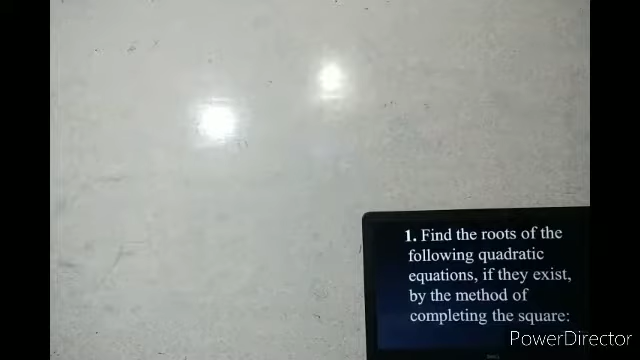 1. Find the roots of the
following quadratic
equations, if they exist,
by the method of
completing the square:
PowerDirector